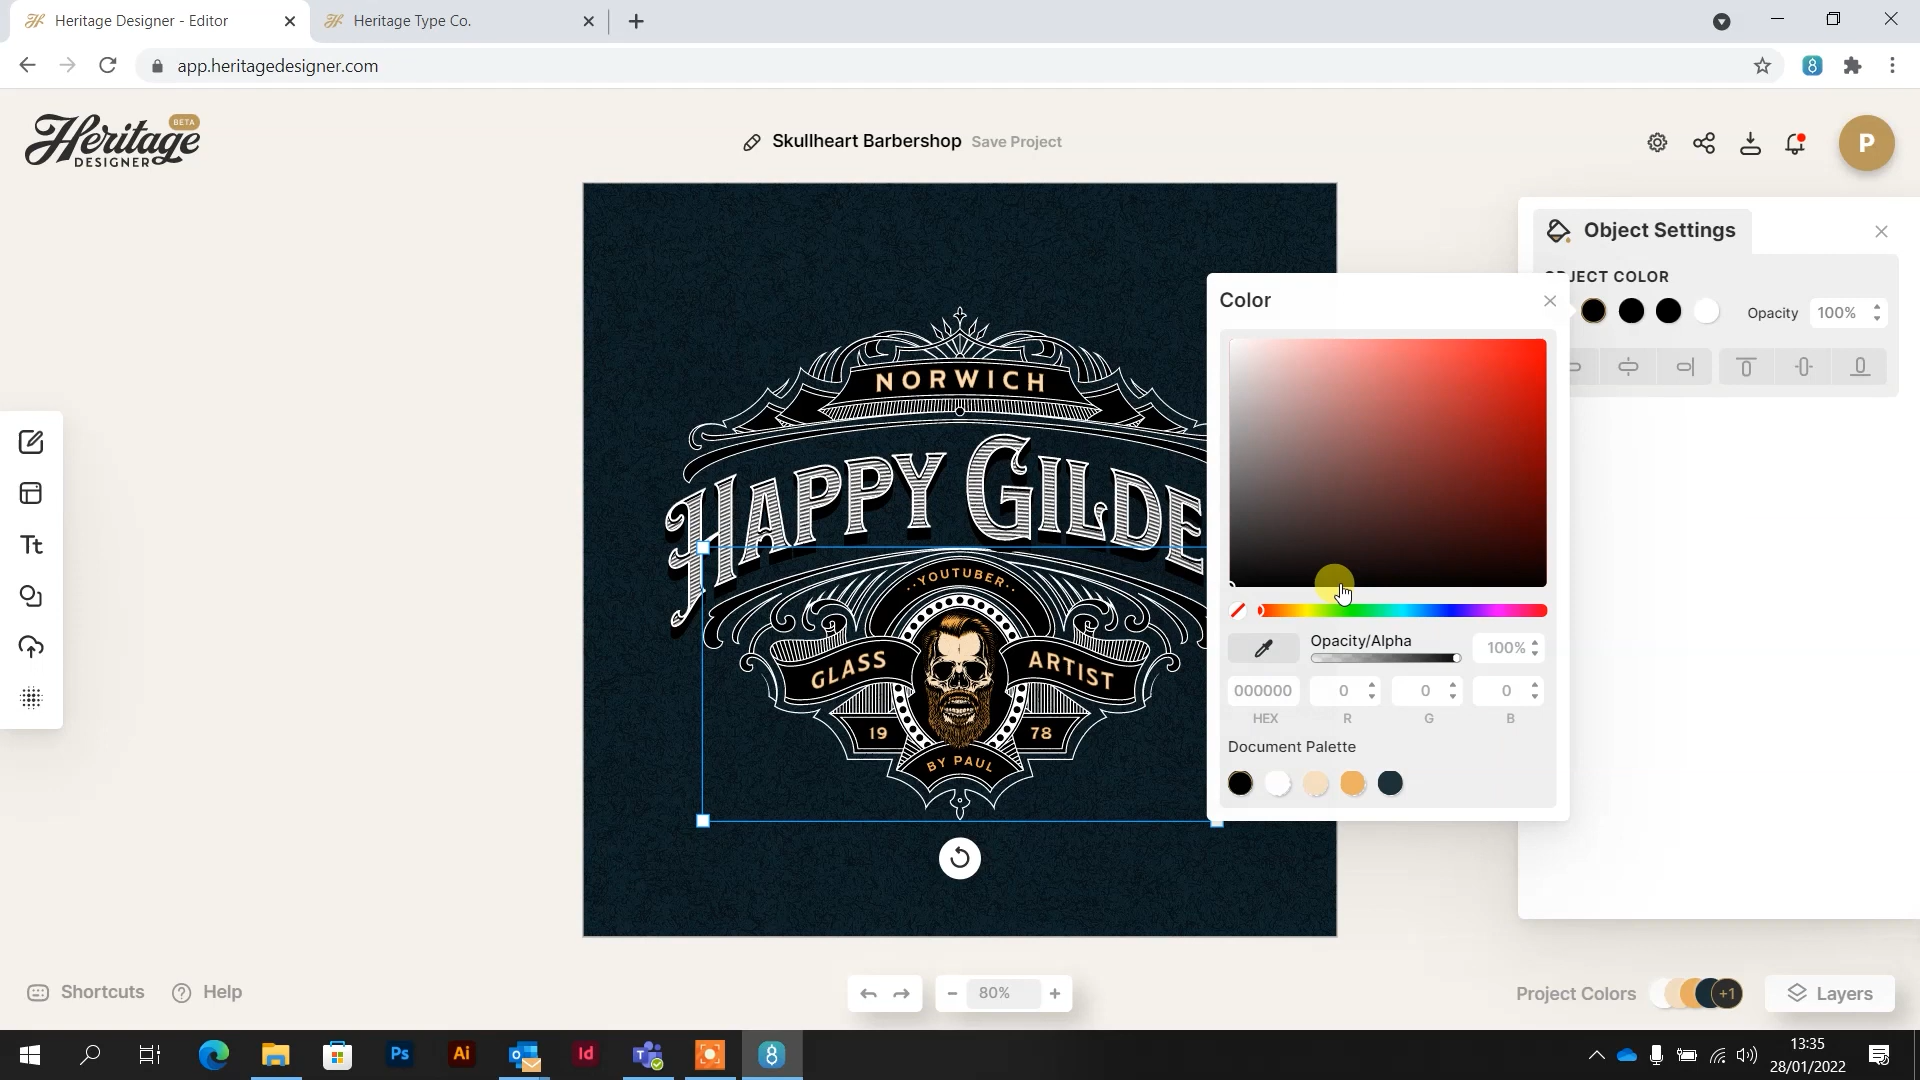 Heritage Designer - Editor
Heritage Type Co.
app.heritagedesigner.com
8
Heritage
BETA
DESIGNER
Skullheart Barbershop
Save Project
P
Object Settings
JECT COLOR
Opacity
100%
Color
NORWICH
HAPPY GILDE
·YOUTUBER·
GLASS
ARTIST
19
78
BY PAUL
Opacity/Alpha
100%
000000
0
0
0
HEX
R
G
B
Document Palette
Tt
Shortcuts
Help
80%
Project Colors
+1
Layers
Ps
Ai
Id
8
13:35
28/01/2022